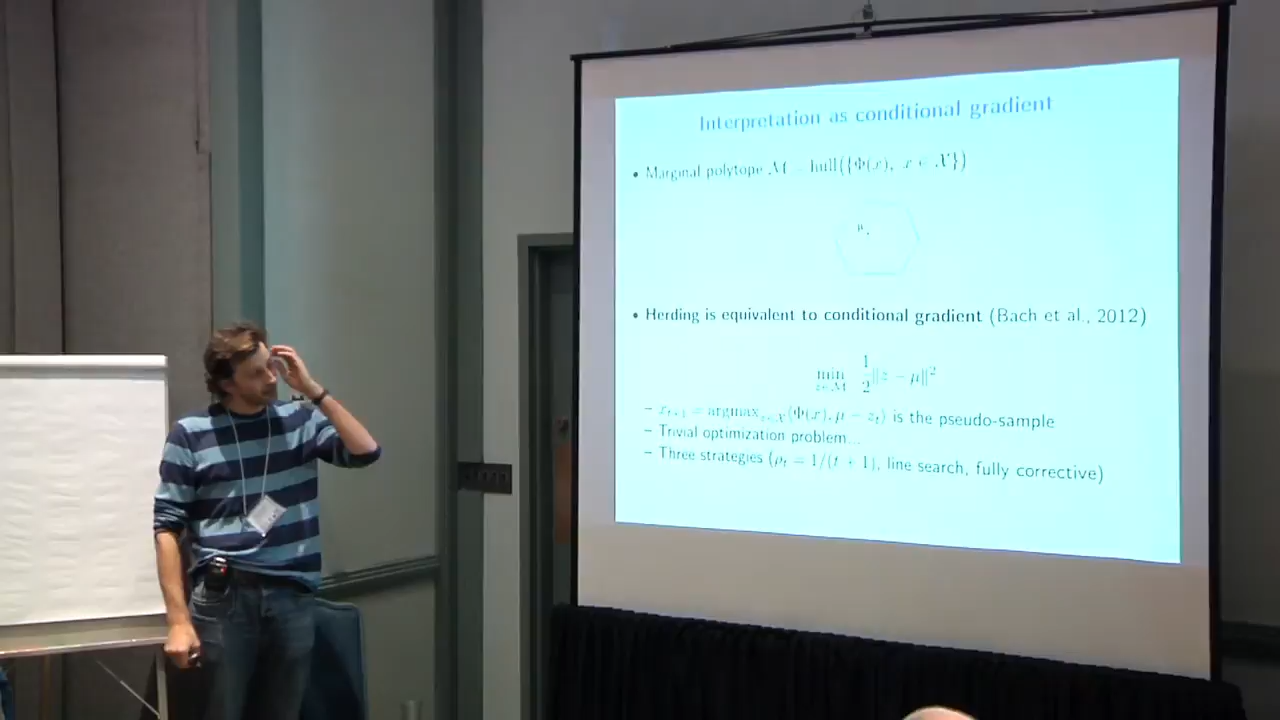 Interpretation as conditional gradient
• Marginal polytope ℳ = hull({Φ(x), x ∈ 𝒳})
μ
• Herding is equivalent to conditional gradient (Bach et al., 2012)
min_{z∈ℳ} 1/2 ‖z − μ‖²
– x_{t+1} = argmax_{x∈𝒳}⟨Φ(x), μ − z_t⟩ is the pseudo-sample
– Trivial optimization problem...
– Three strategies (ρ_t = 1/(t + 1), line search, fully corrective)